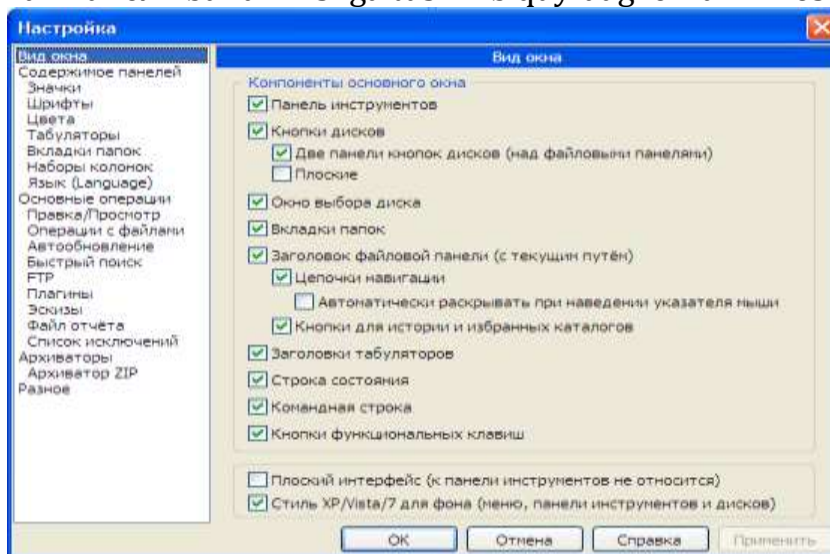 Настройка
Вид окна
Содержимое панелей
Значки
Шрифты
Цвета
Табуляторы
Вкладки папок
Наборы колонок
Язык (Language)
Основные операции
Правка/Просмотр
Операции с файлами
Автообновление
Быстрый поиск
FTP
Плагины
Эскизы
Файл отчёта
Список исключений
Архиваторы
Архиватор ZIP
Разное
Вид окна
Компоненты основного окна
Панель инструментов
Кнопки дисков
Две панели кнопок дисков (над файловыми панелями)
Плоские
Окно выбора диска
Вкладки папок
Заголовок файловой панели (с текущим путём)
Цепочки навигации
Автоматически раскрывать при наведении указателя мыши
Кнопки для истории и избранных каталогов
Заголовки табуляторов
Строка состояния
Командная строка
Кнопки функциональных клавиш
Плоский интерфейс (к панели инструментов не относится)
Стиль XP/Vista/7 для фона (меню, панели инструментов и дисков)
ОК
Отмена
Справка
Применить